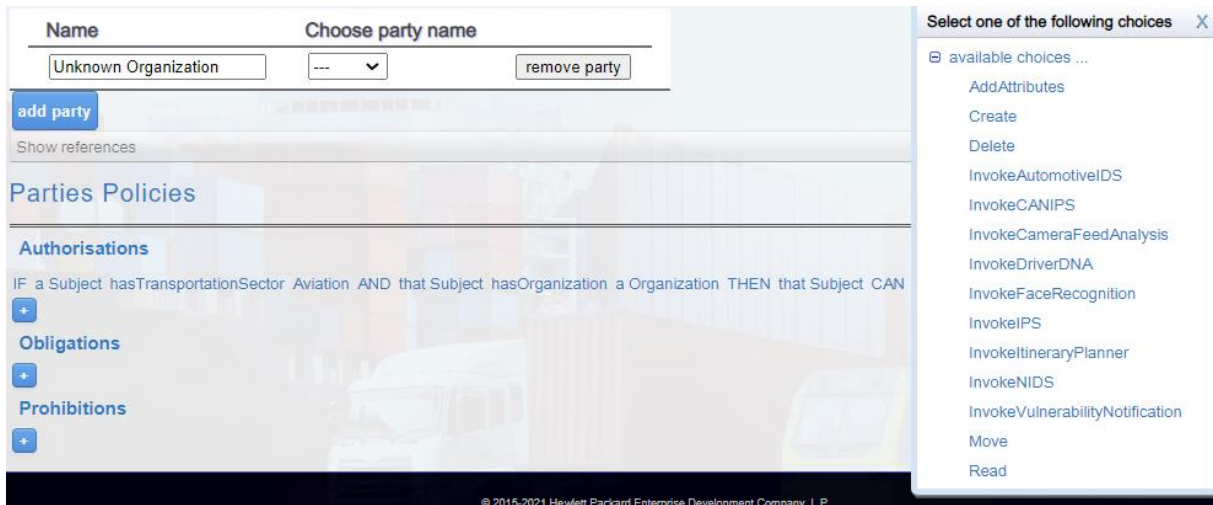 Name Choose party name
Unknown Organization --- remove party
add party
Show references
Parties Policies
Authorisations
IF a Subject hasTransportationSector Aviation AND that Subject hasOrganization a Organization THEN that Subject CAN
+
Obligations
+
Prohibitions
+
© 2015-2021 Hewlett Packard Enterprise Development Company, L.P.
Select one of the following choices X
available choices ...
AddAttributes
Create
Delete
InvokeAutomotiveIDS
InvokeCANIPS
InvokeCameraFeedAnalysis
InvokeDriverDNA
InvokeFaceRecognition
InvokeIPS
InvokeItineraryPlanner
InvokeNIDS
InvokeVulnerabilityNotification
Move
Read